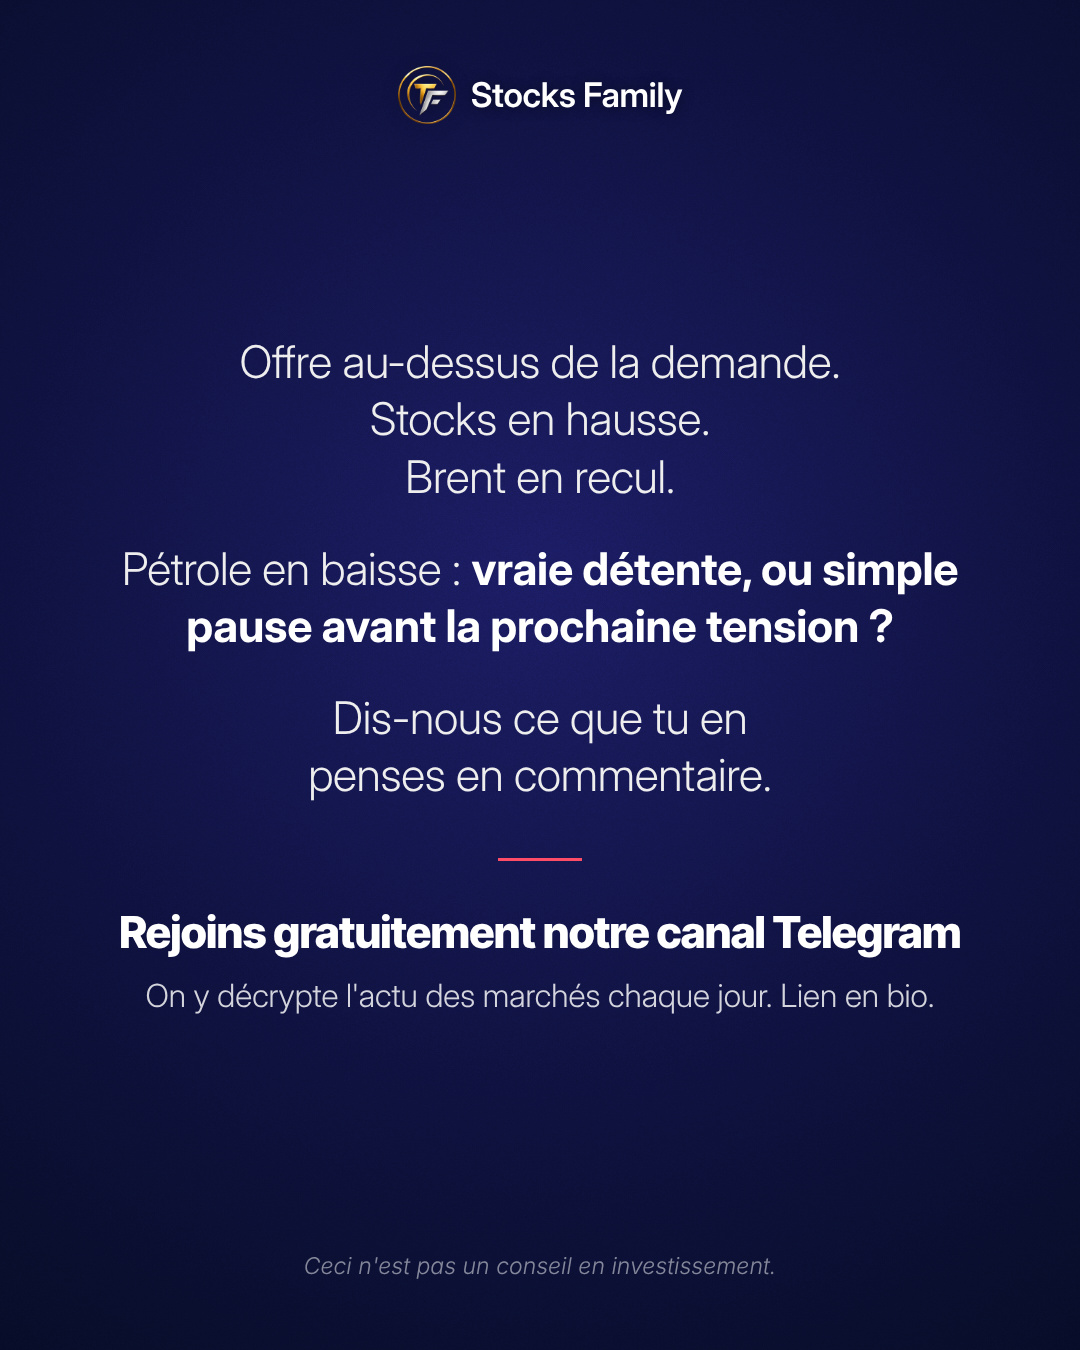 TF Stocks Family
Offre au-dessus de la demande.
Stocks en hausse.
Brent en recul.
Pétrole en baisse : vraie détente, ou simple
pause avant la prochaine tension ?
Dis-nous ce que tu en
penses en commentaire.
Rejoins gratuitement notre canal Telegram
On y décrypte l'actu des marchés chaque jour. Lien en bio.
Ceci n'est pas un conseil en investissement.